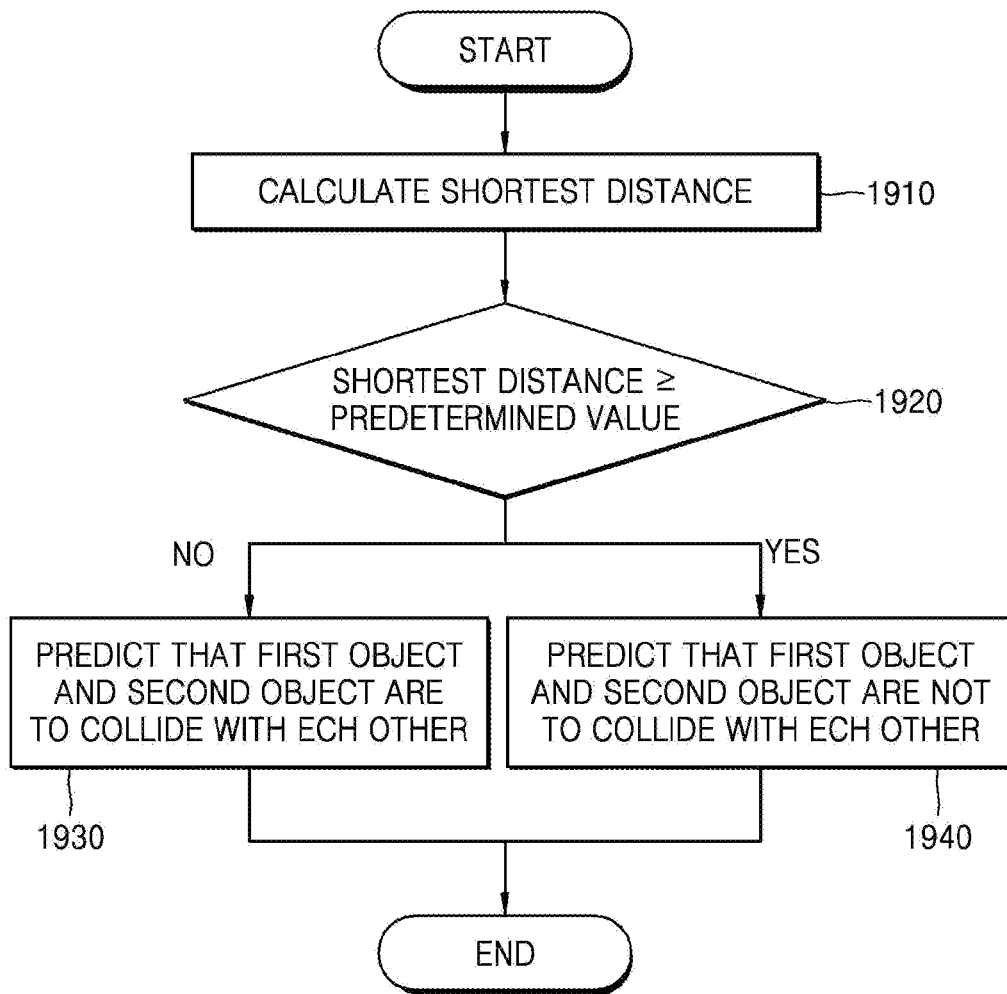 START
CALCULATE SHORTEST DISTANCE
1910
SHORTEST DISTANCE ≥
PREDETERMINED VALUE
1920
NO
YES
PREDICT THAT FIRST OBJECT
AND SECOND OBJECT ARE
TO COLLIDE WITH ECH OTHER
PREDICT THAT FIRST OBJECT
AND SECOND OBJECT ARE NOT
TO COLLIDE WITH ECH OTHER
1930
1940
END